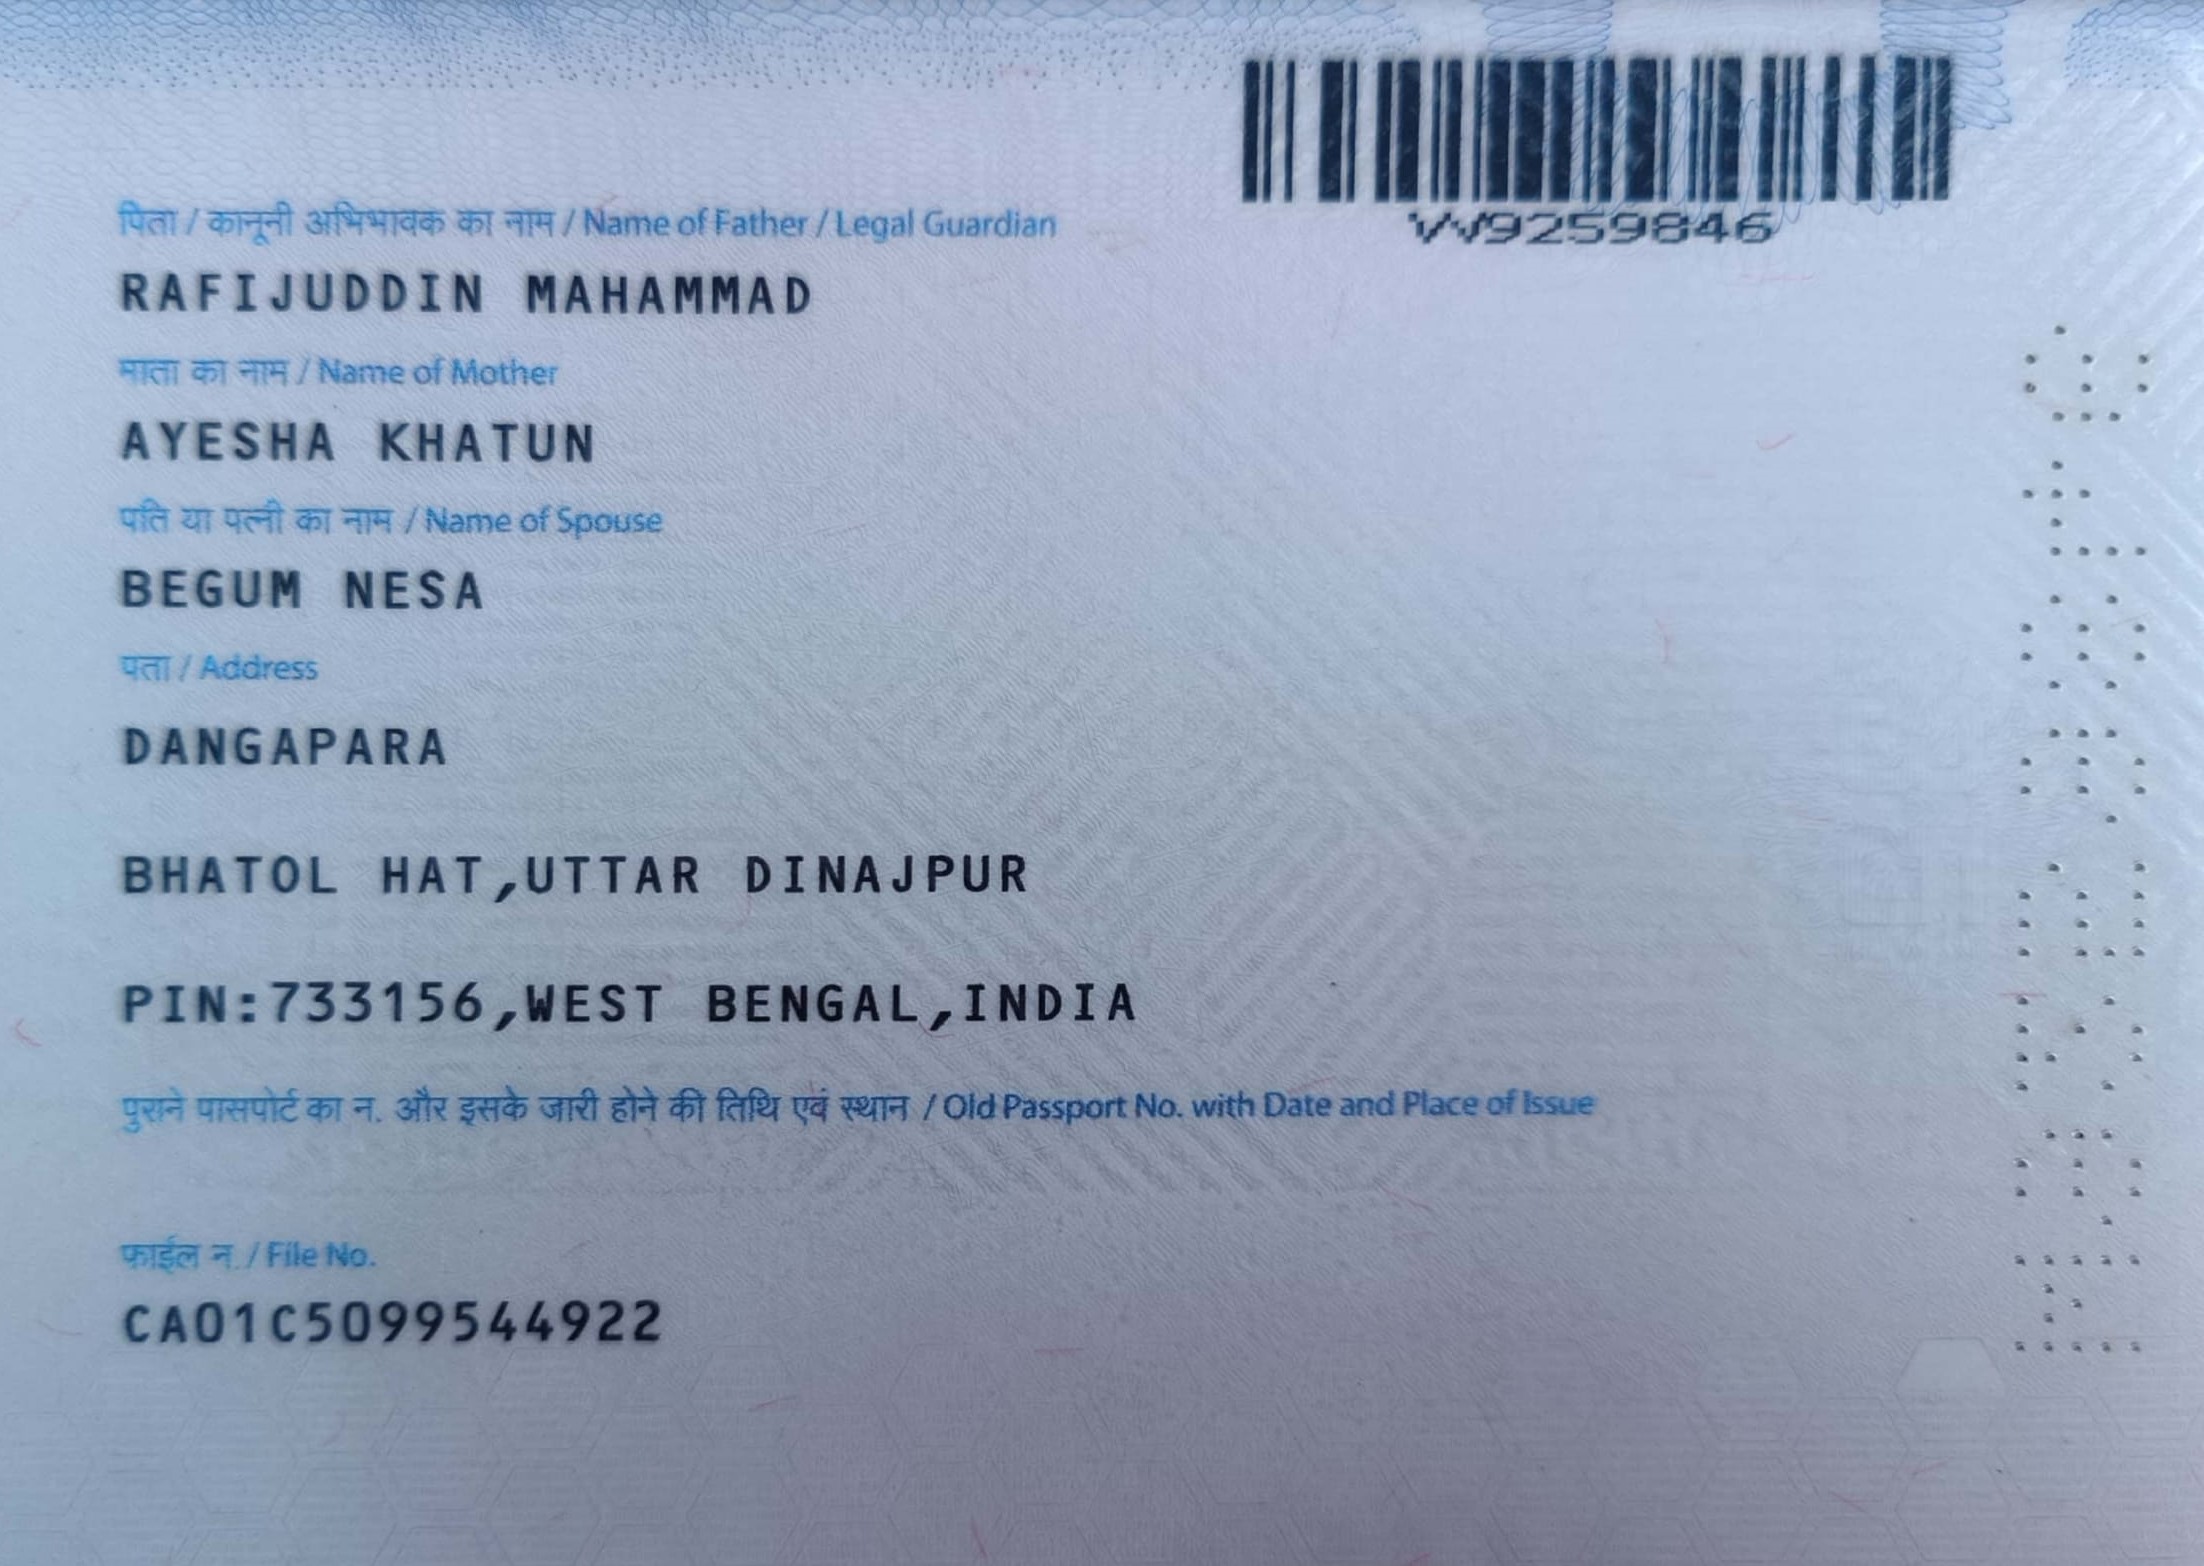 VV9259846
पिता / कानूनी अभिभावक का नाम / Name of Father / Legal Guardian
RAFIJUDDIN MAHAMMAD
माता का नाम / Name of Mother
AYESHA KHATUN
पति या पत्नी का नाम / Name of Spouse
BEGUM NESA
पता / Address
DANGAPARA
BHATOL HAT,UTTAR DINAJPUR
PIN:733156,WEST BENGAL,INDIA
पुराने पासपोर्ट का न. और इसके जारी होने की तिथि एवं स्थान / Old Passport No. with Date and Place of Issue
फाईल न. / File No.
CA01C5099544922